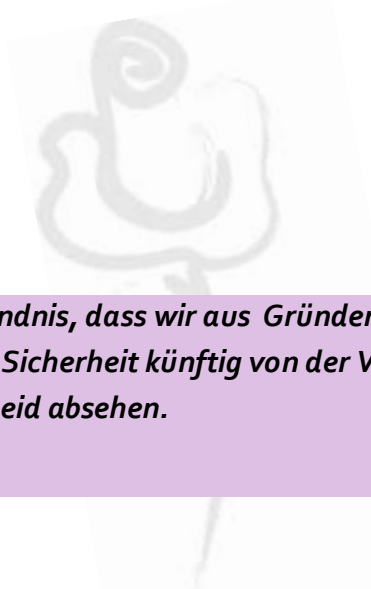 ndnis, dass wir aus Gründen
Sicherheit künftig von der
eid absehen.